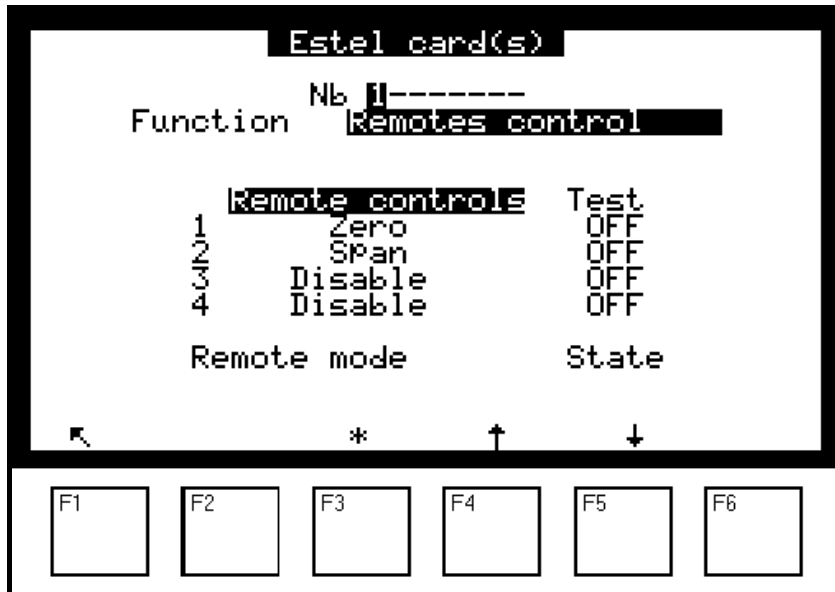 Estel card(s)
Nb 1-------
Function Remotes control
Remote controls Test
1 Zero OFF
2 Span OFF
3 Disable OFF
4 Disable OFF
Remote mode State
↖ * ↑ ↓
F1 F2 F3 F4 F5 F6